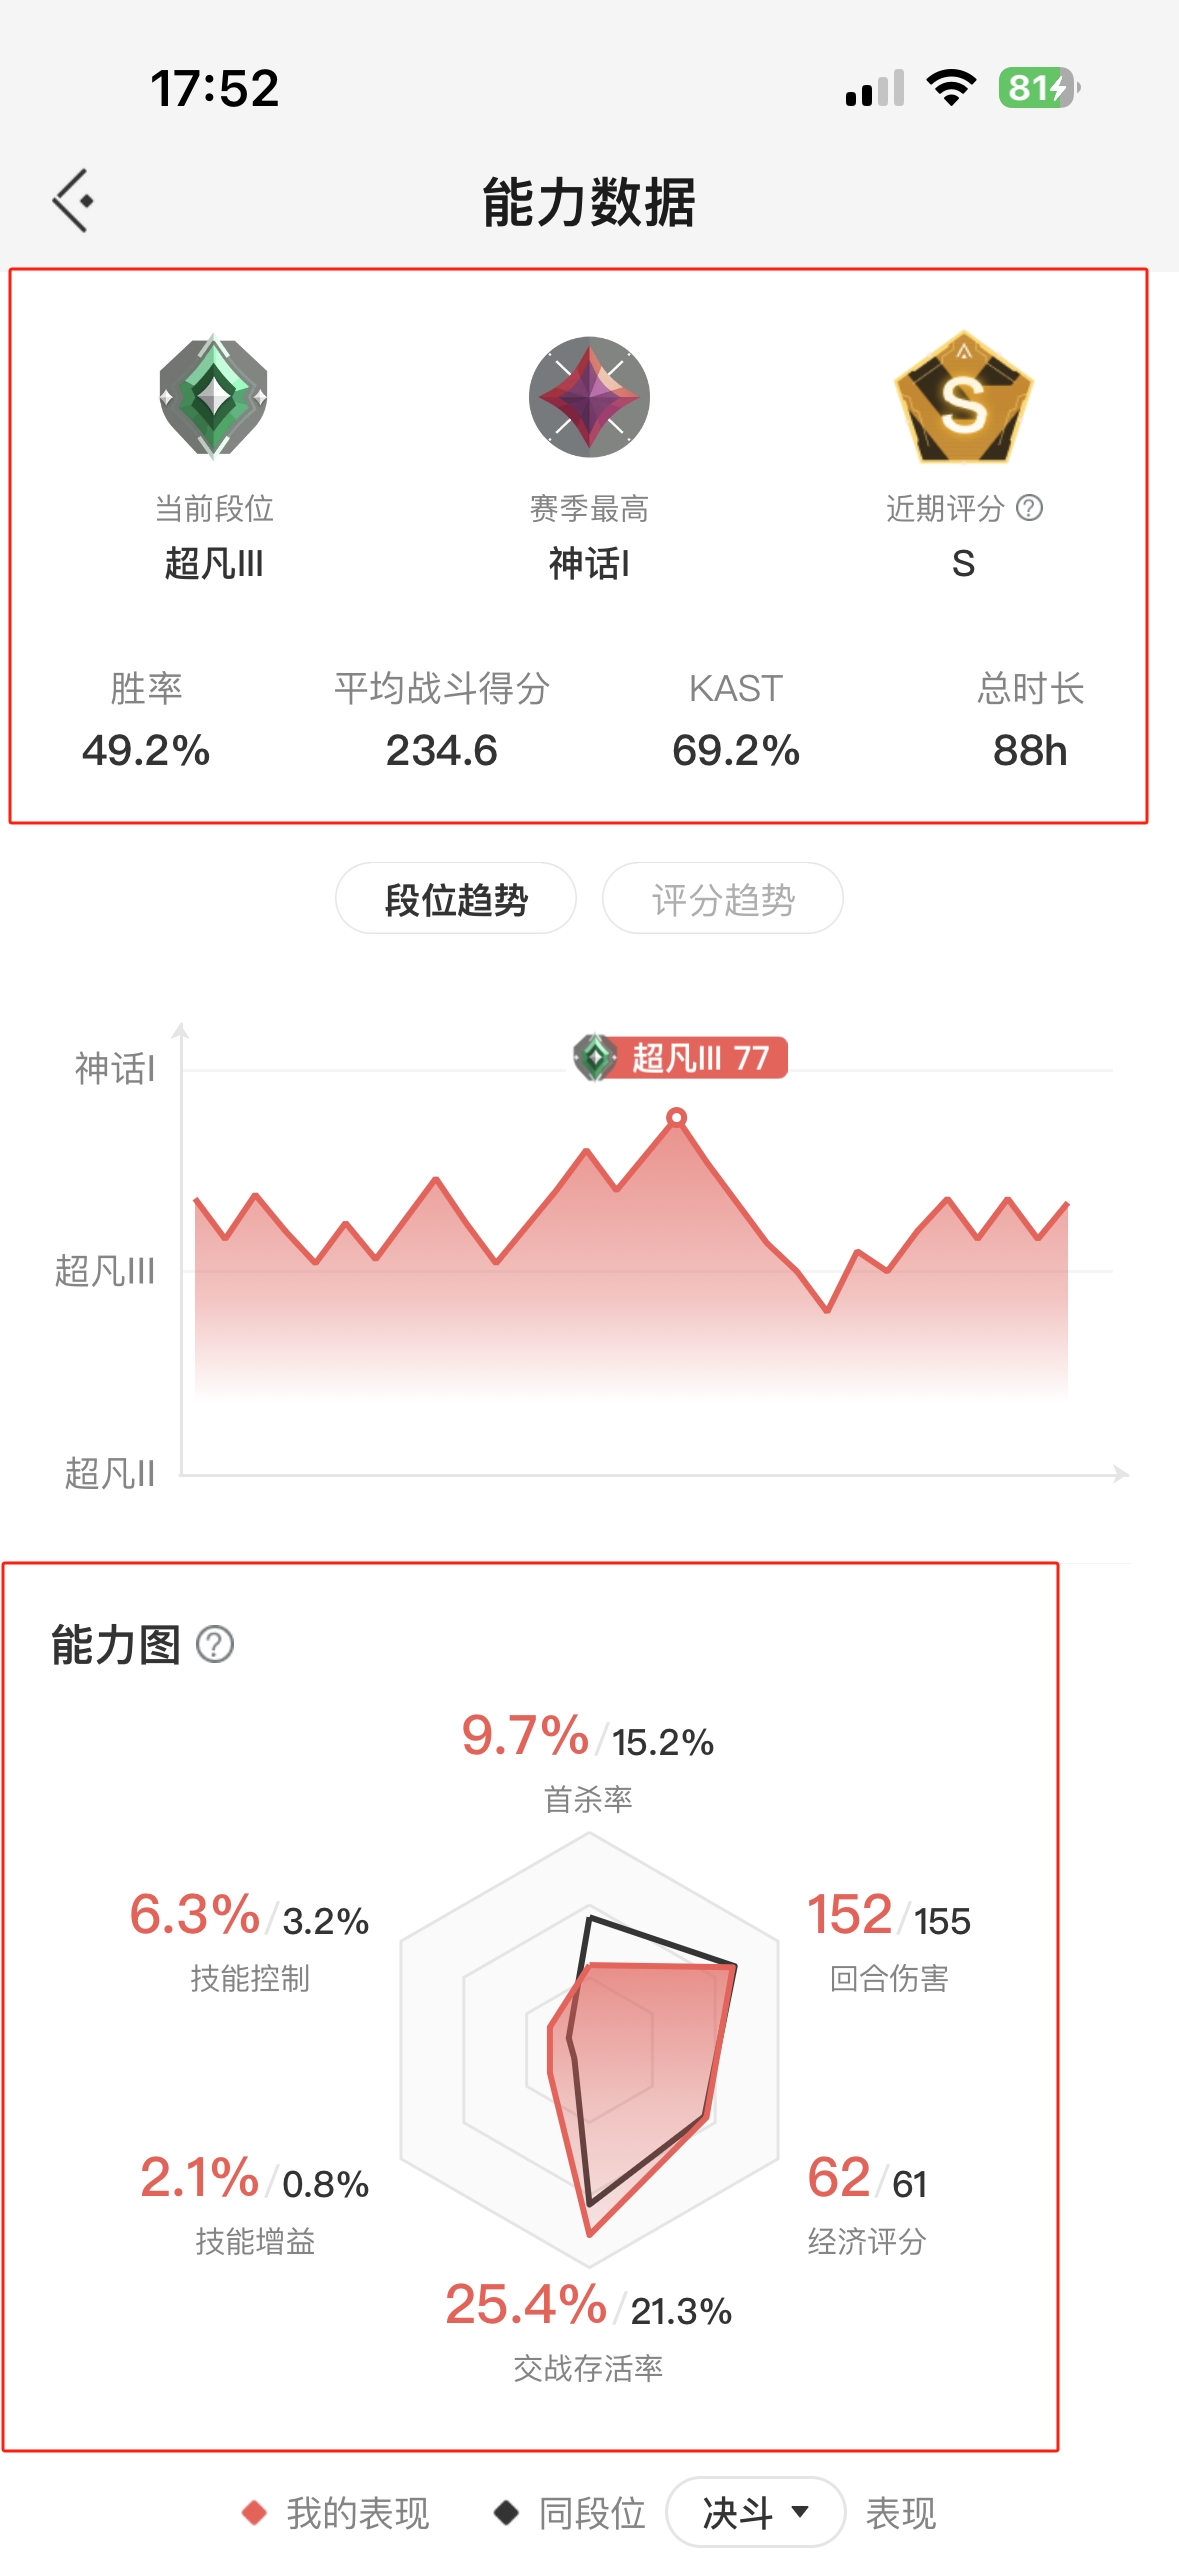 17:52
81
能力数据
S
当前段位 赛季最高 近期评分 ?
超凡III 神话I S
胜率 平均战斗得分 KAST 总时长
49.2% 234.6 69.2% 88h
段位趋势 评分趋势
神话I
超凡III 77
超凡III
超凡II
能力图 ?
9.7%/15.2%
首杀率
6.3%/3.2% 152/155
技能控制 回合伤害
2.1%/0.8% 62/61
技能增益 经济评分
25.4%/21.3%
交战存活率
我的表现 同段位 决斗 表现